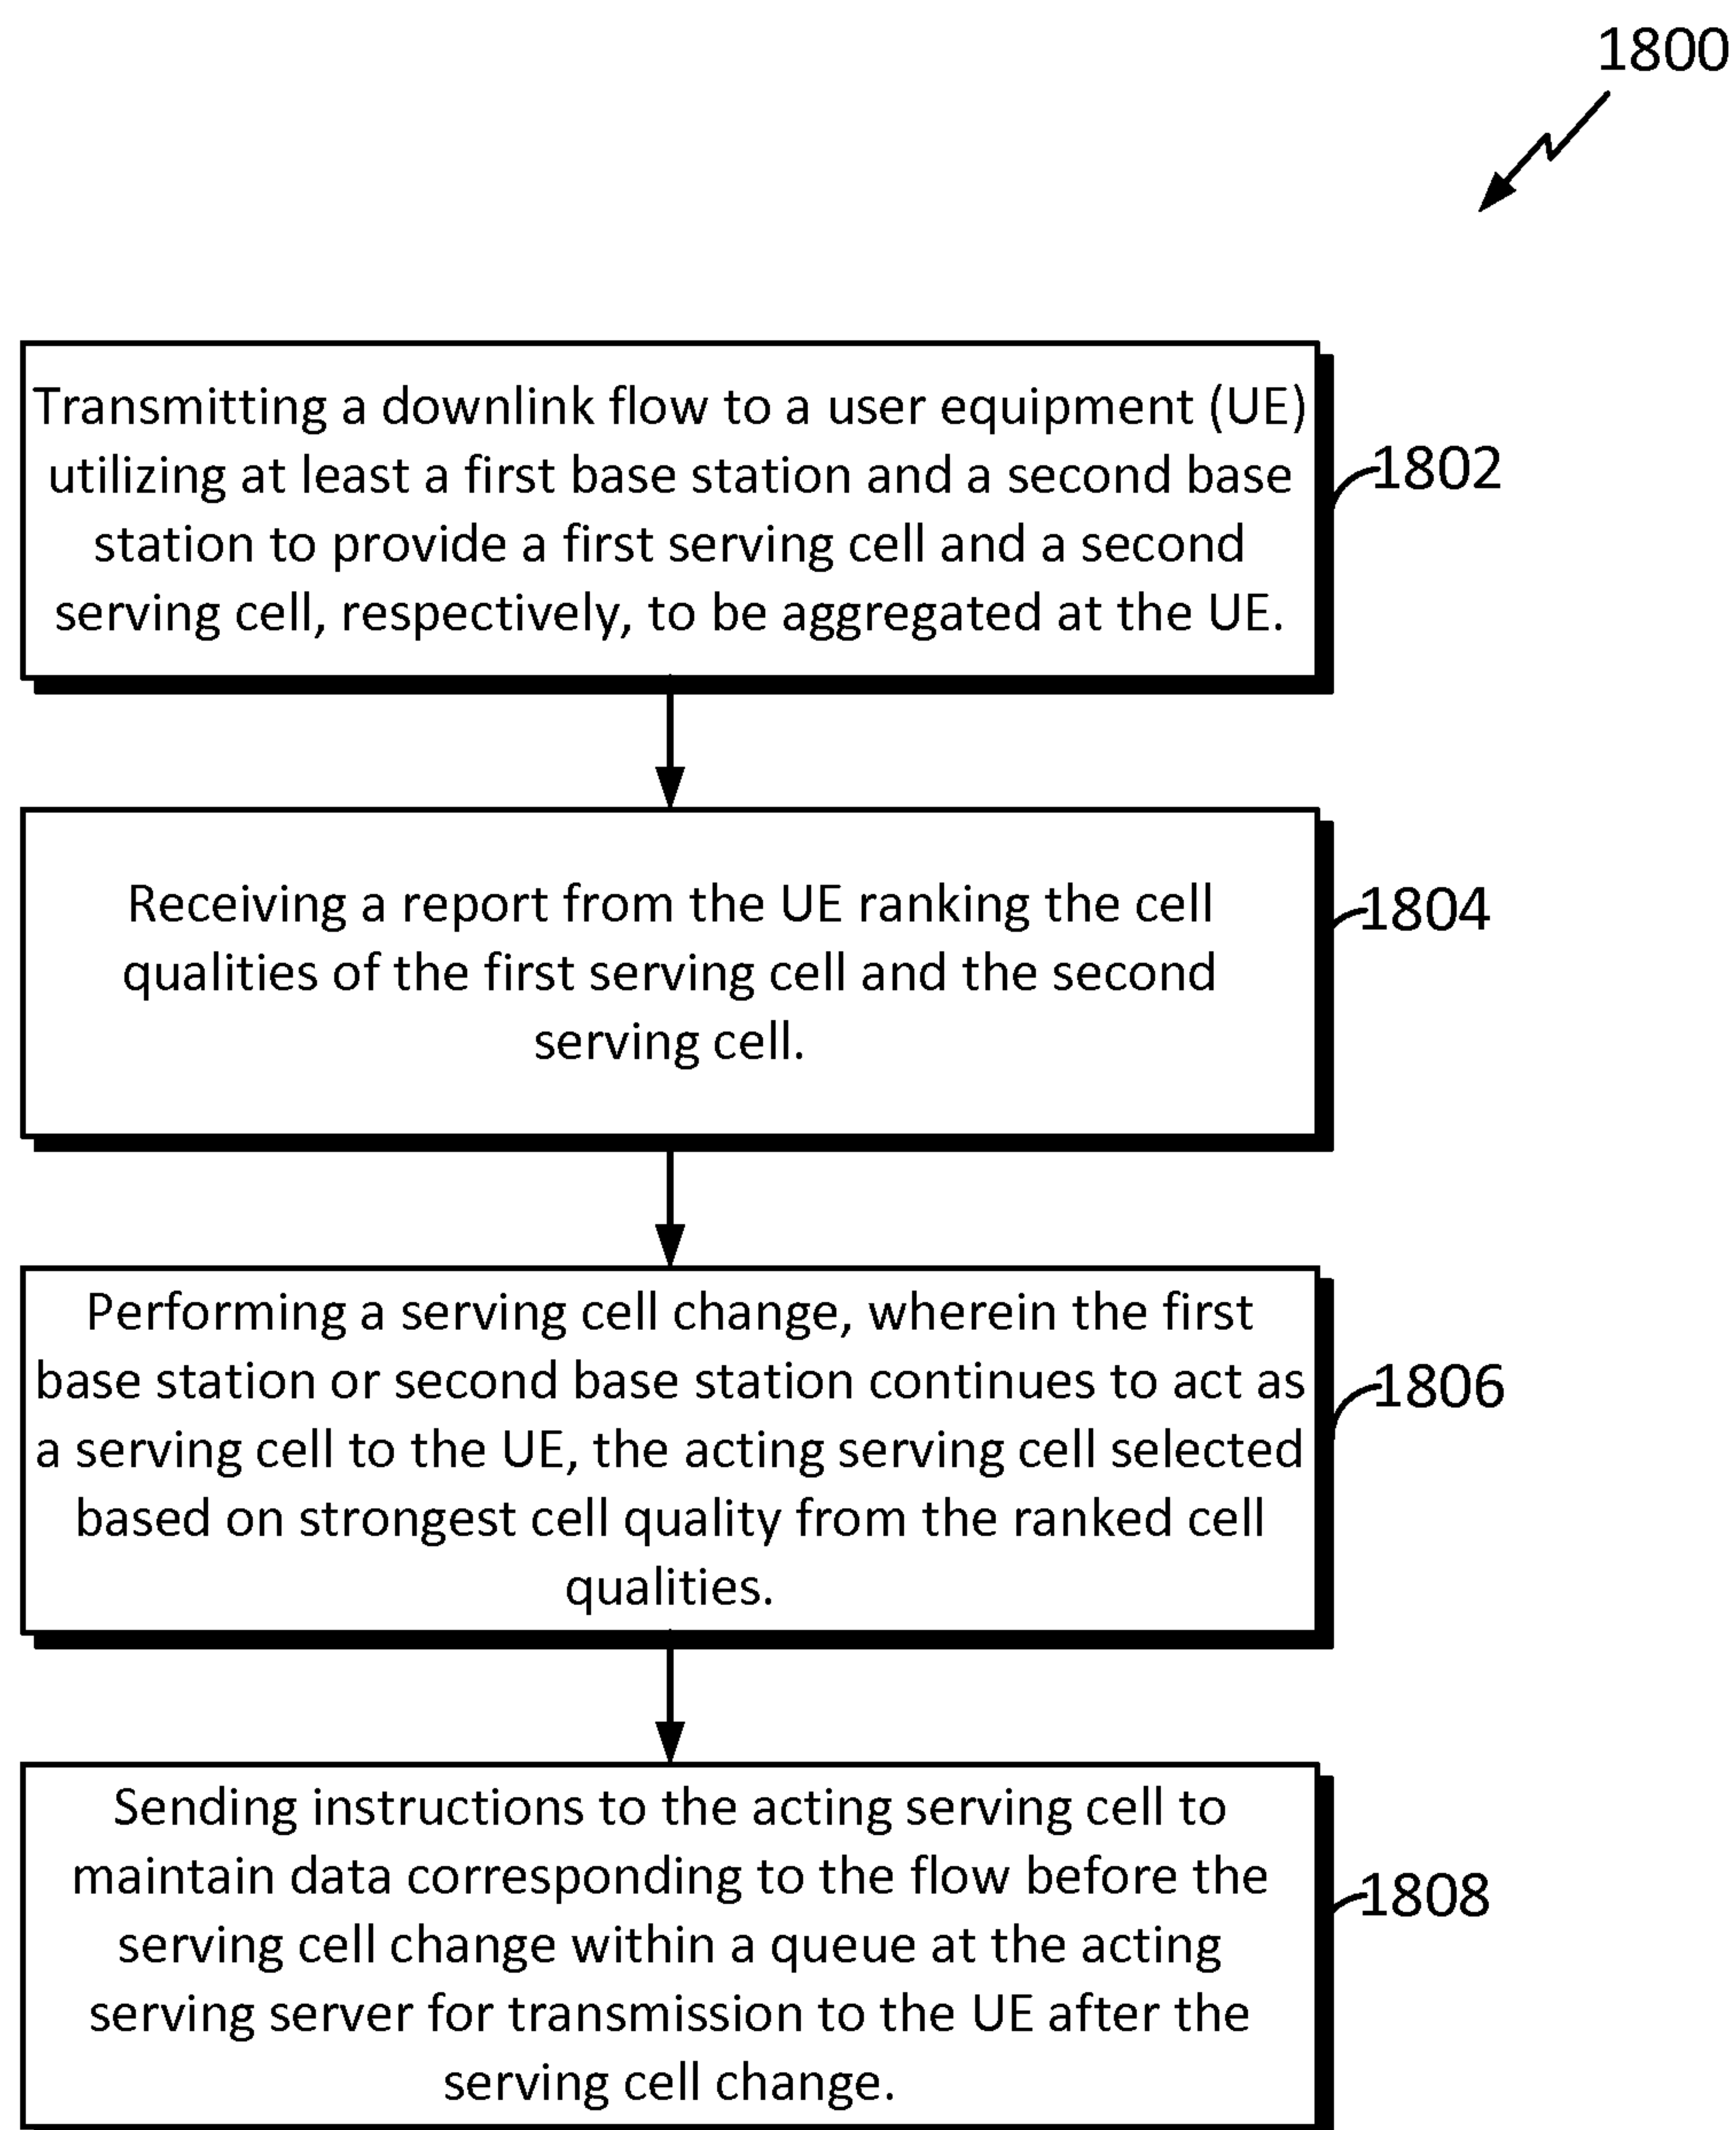 1800
Transmitting a downlink flow to a user equipment (UE)
utilizing at least a first base station and a second base
station to provide a first serving cell and a second
serving cell, respectively, to be aggregated at the UE.
1802
Receiving a report from the UE ranking the cell
qualities of the first serving cell and the second
serving cell.
1804
Performing a serving cell change, wherein the first
base station or second base station continues to act as
a serving cell to the UE, the acting serving cell selected
based on strongest cell quality from the ranked cell
qualities.
1806
Sending instructions to the acting serving cell to
maintain data corresponding to the flow before the
serving cell change within a queue at the acting
serving server for transmission to the UE after the
serving cell change.
1808